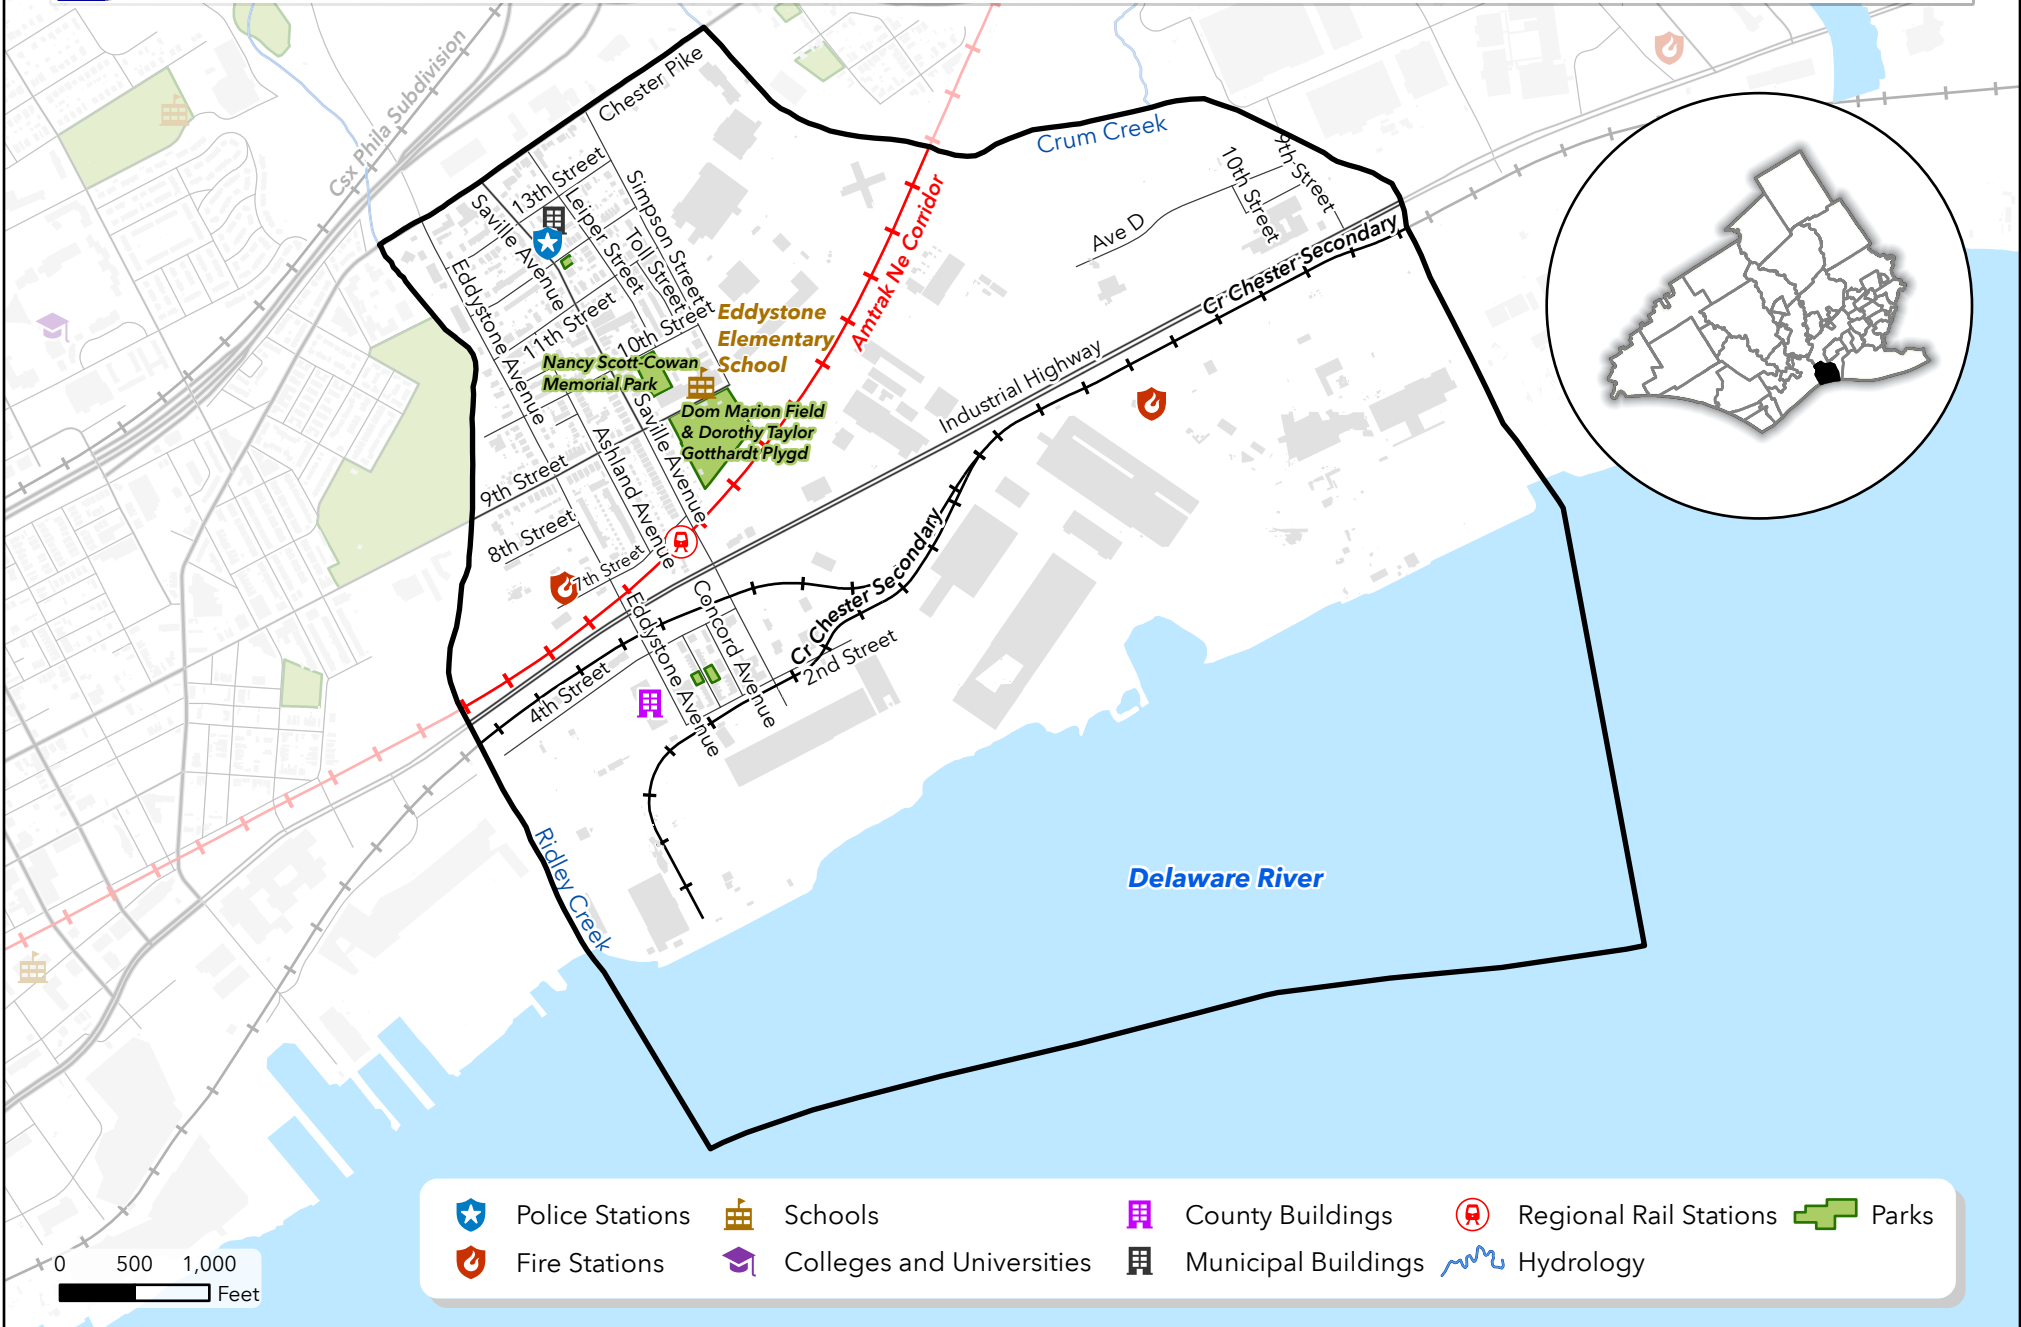 Csx Phila Subdivision
Chester Pike
Crum Creek
13th Street
Saville Avenue
Leiper Street
Simpson Street
Toll Street
Eddystone Avenue
11th Street
10th Street
Amtrak Ne Corridor
Ave D
10th Street
9th Street
Cr Chester Secondary
Eddystone
Elementary
School
Nancy Scott-Cowan
Memorial Park
Dom Marion Field
& Dorothy Taylor
Gotthardt Plygd
Industrial Highway
Saville Avenue
Ashland Avenue
9th Street
8th Street
7th Street
Cr Chester Secondary
Concord Avenue
Eddystone Avenue
2nd Street
4th Street
Ridley Creek
Delaware River
Police Stations
Schools
County Buildings
Regional Rail Stations
Parks
Fire Stations
Colleges and Universities
Municipal Buildings
Hydrology
0 500 1,000
Feet